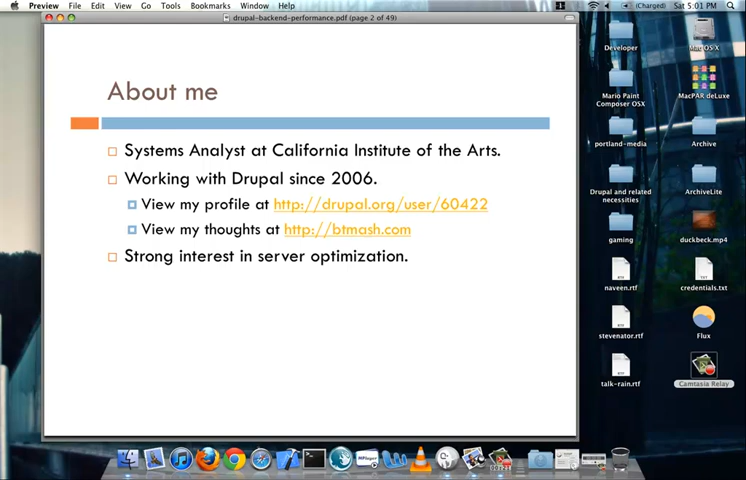 Preview File Edit View Go Tools Bookmarks Window Help
(Charged) Sat 5:01 PM
drupal-backend-performance.pdf (page 2 of 49)
About me
Systems Analyst at California Institute of the Arts.
Working with Drupal since 2006.
View my profile at http://drupal.org/user/60422
View my thoughts at http://btmash.com
Strong interest in server optimization.
Developer
Mac OS X
Mario Paint
Composer OSX
MacPAR deLuxe
portland-media
Archive
Drupal and related
necessities
ArchiveLite
gaming
duckbeck.mp4
naveen.rtf
credentials.txt
stevenator.rtf
Flux
talk-rain.rtf
Camtasia Relay
MPlayer